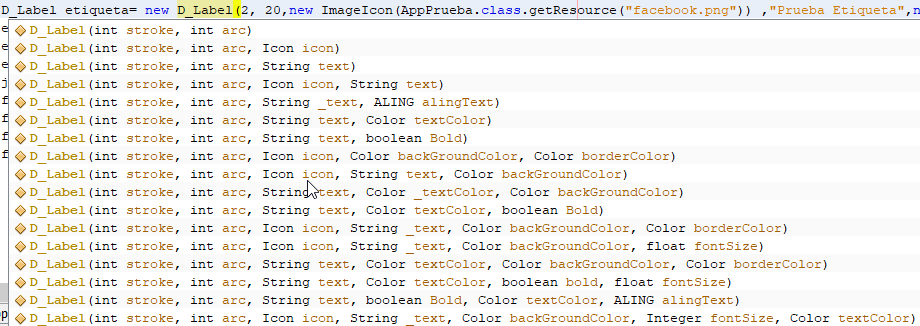 D_Label etiqueta= new D_Label(2, 20,new ImageIcon(AppPrueba.class.getResource("facebook.png")) ,"Prueba Etiqueta",n
D_Label(int stroke, int arc)
D_Label(int stroke, int arc, Icon icon)
D_Label(int stroke, int arc, String text)
D_Label(int stroke, int arc, Icon icon, String text)
D_Label(int stroke, int arc, String _text, ALING alingText)
D_Label(int stroke, int arc, String text, Color textColor)
D_Label(int stroke, int arc, String text, boolean Bold)
D_Label(int stroke, int arc, Icon icon, Color backGroundColor, Color borderColor)
D_Label(int stroke, int arc, Icon icon, String text, Color backGroundColor)
D_Label(int stroke, int arc, String text, Color _textColor, Color backGroundColor)
D_Label(int stroke, int arc, String text, Color textColor, boolean Bold)
D_Label(int stroke, int arc, Icon icon, String _text, Color backGroundColor, Color borderColor)
D_Label(int stroke, int arc, Icon icon, String _text, Color backGroundColor, float fontSize)
D_Label(int stroke, int arc, String text, Color textColor, Color backGroundColor, Color borderColor)
D_Label(int stroke, int arc, String text, Color textColor, boolean bold, float fontSize)
D_Label(int stroke, int arc, String text, boolean Bold, Color textColor, ALING alingText)
D_Label(int stroke, int arc, Icon icon, String _text, Color backGroundColor, Integer fontSize, Color textColor)